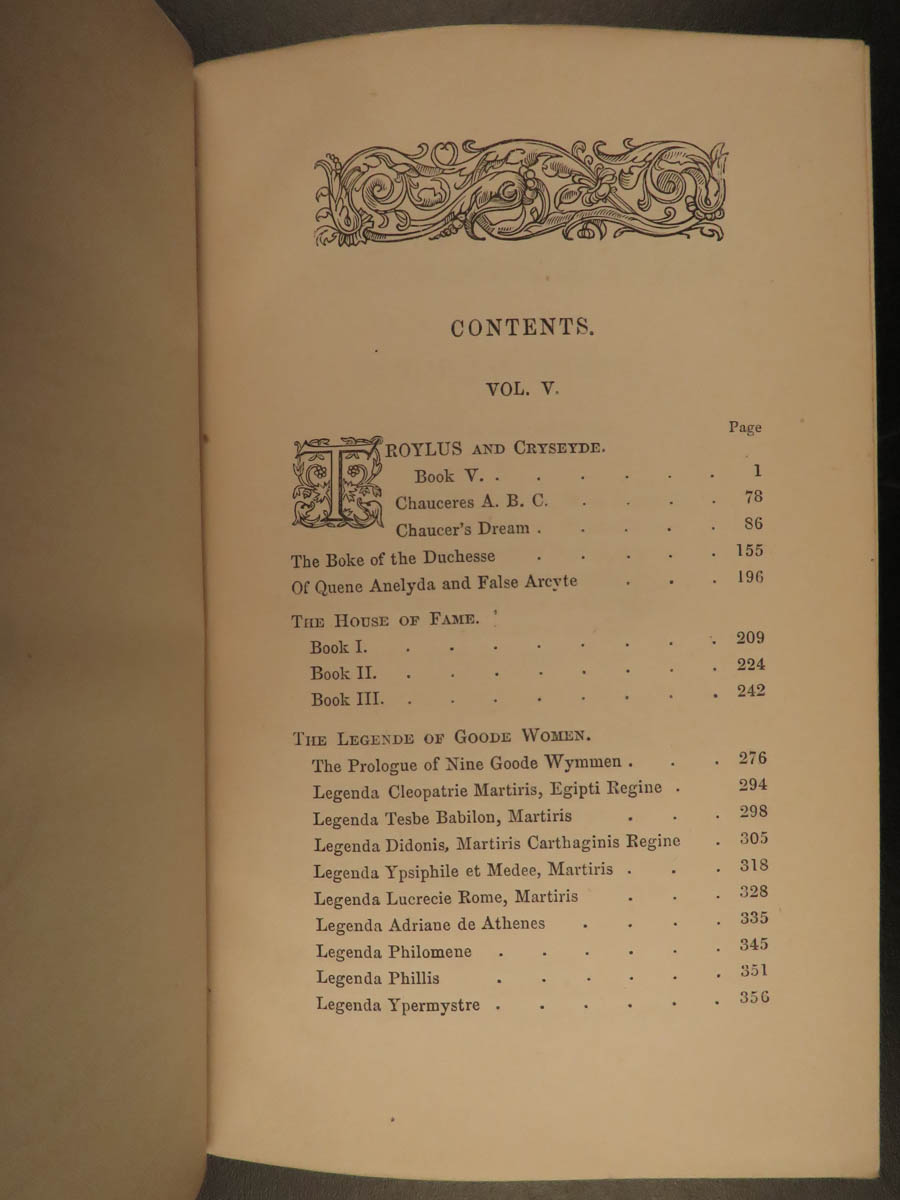 CONTENTS.
VOL. V.
Page
TROYLUS AND CRYSEYDE.
Book V. . . . . . . 1
Chauceres A. B. C. . . . . 78
Chaucer's Dream . . . . . 86
The Boke of the Duchesse . . . . . 155
Of Quene Anelyda and False Arcyte . . . 196
THE HOUSE OF FAME.
Book I. . . . . . . . . 209
Book II. . . . . . . . . 224
Book III. . . . . . . . . 242
THE LEGENDE OF GOODE WOMEN.
The Prologue of Nine Goode Wymmen . . . 276
Legenda Cleopatrie Martiris, Egipti Regine . 294
Legenda Tesbe Babilon, Martiris . . . 298
Legenda Didonis, Martiris Carthaginis Regine . 305
Legenda Ypsiphile et Medee, Martiris . . . 318
Legenda Lucrecie Rome, Martiris . . . 328
Legenda Adriane de Athenes . . . . 335
Legenda Philomene . . . . . . 345
Legenda Phillis . . . . . . 351
Legenda Ypermystre . . . . . . 356